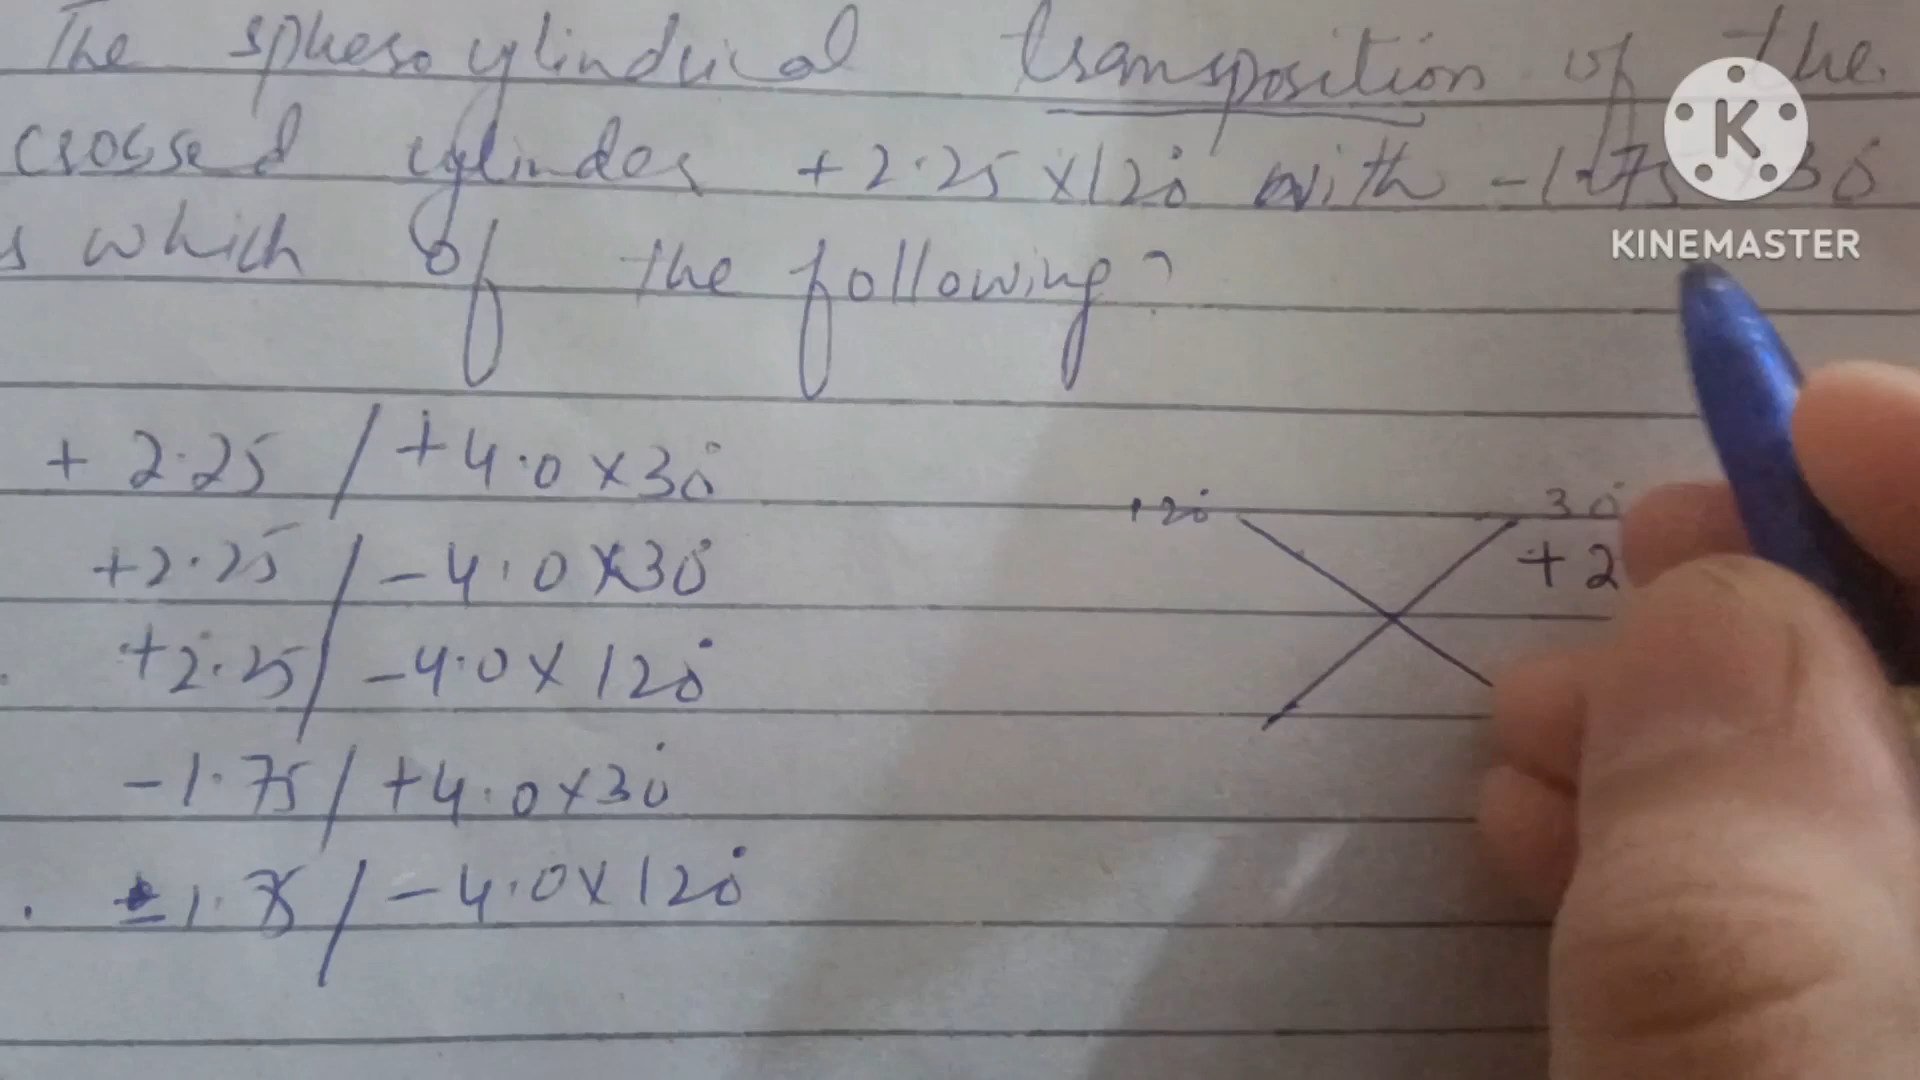 The spherocylindrical transposition of the
crossed cylinder +2.25 x 120° with -1.75 x 30°
which of the following?
+2.25 / +4.0 x 30°
+2.25 / -4.0 x 30°
+2.25 / -4.0 x 120°
-1.75 / +4.0 x 30°
1.75 / -4.0 x 120°
120° 30°
+2
K
KINEMASTER